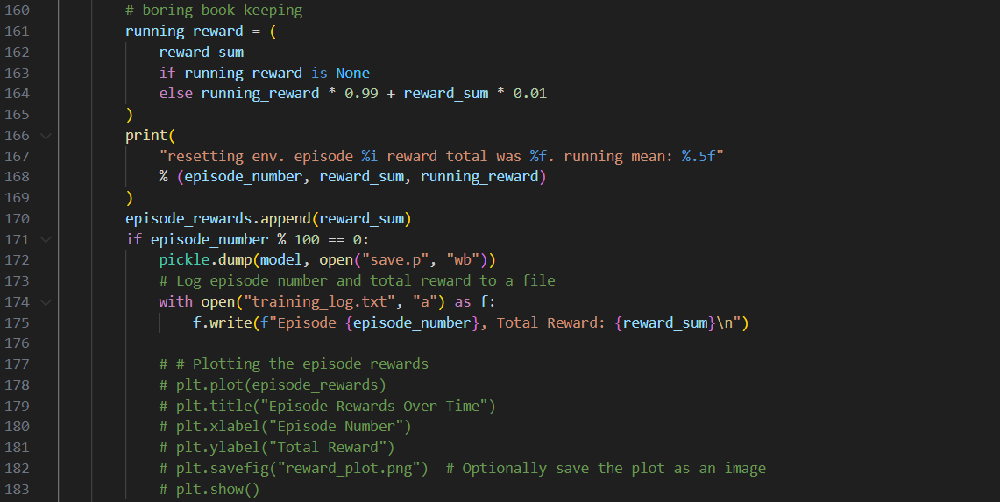 160 # boring book-keeping
161 running_reward = (
162 reward_sum
163 if running_reward is None
164 else running_reward * 0.99 + reward_sum * 0.01
165 )
166 print(
167 "resetting env. episode %i reward total was %f. running mean: %.5f"
168 % (episode_number, reward_sum, running_reward)
169 )
170 episode_rewards.append(reward_sum)
171 if episode_number % 100 == 0:
172 pickle.dump(model, open("save.p", "wb"))
173 # Log episode number and total reward to a file
174 with open("training_log.txt", "a") as f:
175 f.write(f"Episode {episode_number}, Total Reward: {reward_sum}\n")
176
177 # # Plotting the episode rewards
178 # plt.plot(episode_rewards)
179 # plt.title("Episode Rewards Over Time")
180 # plt.xlabel("Episode Number")
181 # plt.ylabel("Total Reward")
182 # plt.savefig("reward_plot.png")  # Optionally save the plot as an image
183 # plt.show()